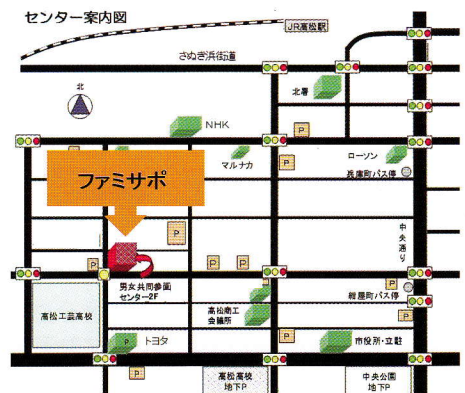 センター案内図
JR高松駅
さぬき浜街道
北
北署
NHK
P
P
マルナカ
ローソン
兵庫町バス停
ファミサポ
P
中央通り
P
P
P
男女共同参画
センター2F
P
紺屋町バス停
高松工芸高校
高松商工
会議所
P
P
トヨタ
P
市役所・立駐
P
高松高校
地下P
中央公園
地下P